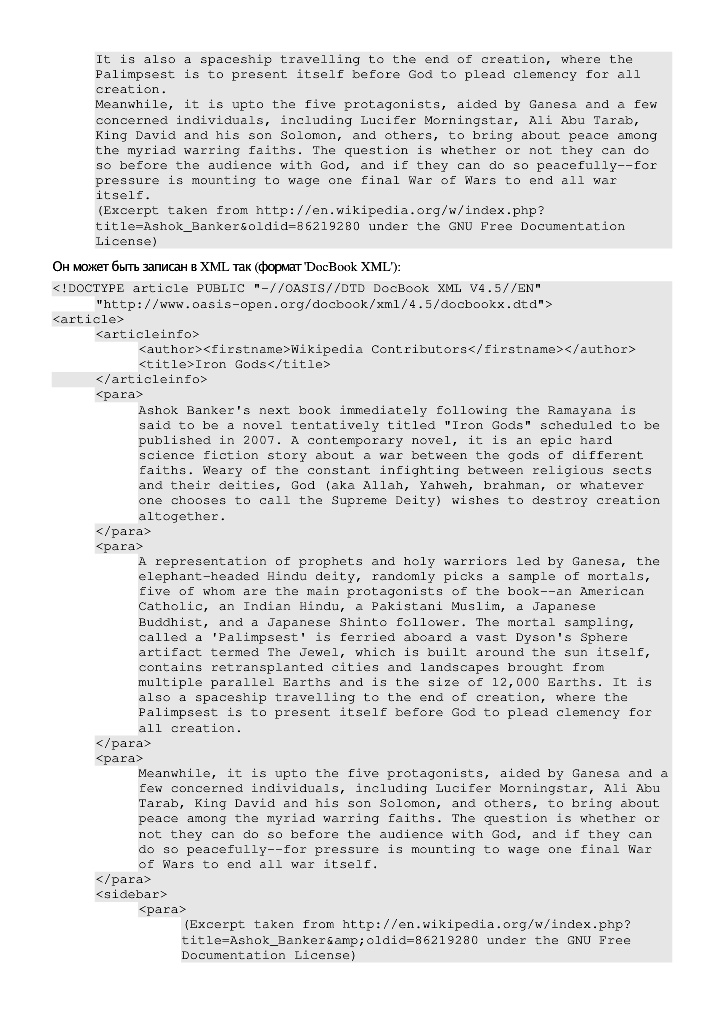 It is also a spaceship travelling to the end of creation, where the
Palimpsest is to present itself before God to plead clemency for all
creation.
Meanwhile, it is upto the five protagonists, aided by Ganesa and a few
concerned individuals, including Lucifer Morningstar, Ali Abu Tarab,
King David and his son Solomon, and others, to bring about peace among
the myriad warring faiths. The question is whether or not they can do
so before the audience with God, and if they can do so peacefully--for
pressure is mounting to wage one final War of Wars to end all war
itself.
(Excerpt taken from http://en.wikipedia.org/w/index.php?
title=Ashok_Banker&oldid=86219280 under the GNU Free Documentation
License)
Он может быть записан в XML так (формат 'DocBook XML'):
<!DOCTYPE article PUBLIC "-//OASIS//DTD DocBook XML V4.5//EN"
"http://www.oasis-open.org/docbook/xml/4.5/docbookx.dtd">
<article>
<articleinfo>
<author><firstname>Wikipedia Contributors</firstname></author>
<title>Iron Gods</title>
</articleinfo>
<para>
Ashok Banker's next book immediately following the Ramayana is
said to be a novel tentatively titled "Iron Gods" scheduled to be
published in 2007. A contemporary novel, it is an epic hard
science fiction story about a war between the gods of different
faiths. Weary of the constant infighting between religious sects
and their deities, God (aka Allah, Yahweh, brahman, or whatever
one chooses to call the Supreme Deity) wishes to destroy creation
altogether.
</para>
<para>
A representation of prophets and holy warriors led by Ganesa, the
elephant-headed Hindu deity, randomly picks a sample of mortals,
five of whom are the main protagonists of the book--an American
Catholic, an Indian Hindu, a Pakistani Muslim, a Japanese
Buddhist, and a Japanese Shinto follower. The mortal sampling,
called a 'Palimpsest' is ferried aboard a vast Dyson's Sphere
artifact termed The Jewel, which is built around the sun itself,
contains retransplanted cities and landscapes brought from
multiple parallel Earths and is the size of 12,000 Earths. It is
also a spaceship travelling to the end of creation, where the
Palimpsest is to present itself before God to plead clemency for
all creation.
</para>
<para>
Meanwhile, it is upto the five protagonists, aided by Ganesa and a
few concerned individuals, including Lucifer Morningstar, Ali Abu
Tarab, King David and his son Solomon, and others, to bring about
peace among the myriad warring faiths. The question is whether or
not they can do so before the audience with God, and if they can
do so peacefully--for pressure is mounting to wage one final War
of Wars to end all war itself.
</para>
<sidebar>
<para>
(Excerpt taken from http://en.wikipedia.org/w/index.php?
title=Ashok_Banker&amp;oldid=86219280 under the GNU Free
Documentation License)